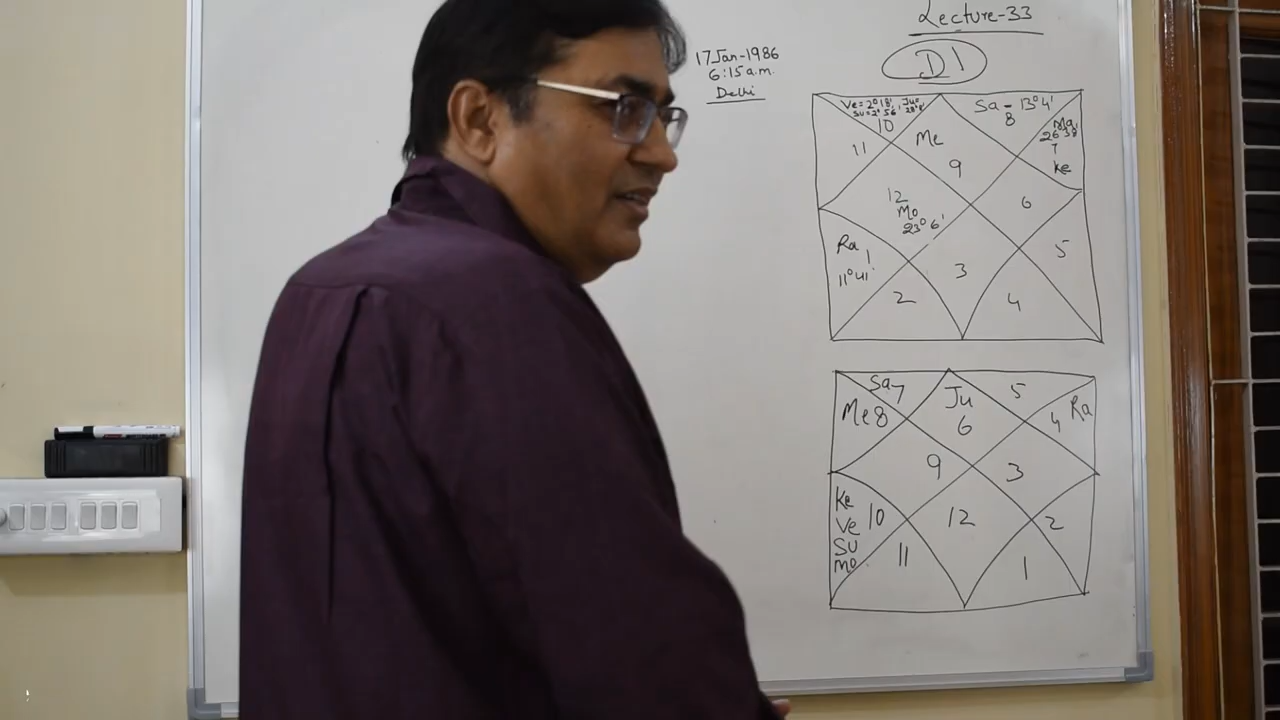 Lecture-33
17 Jan-1986
6:15 a.m.
Delhi
D1
Ve=2°18', Ju=
Su=2°56'
10
Sa - 13°4'
8
Ma
26°38'
7
Ke
11
Me
9
12
Mo
23°6'
6
Ra 1
11°41'
5
3
2
4
Sa 7
Ju
6
5
Me 8
4 Ra
9
3
Ke
Ve 10
Su
Mo
12
2
11
1